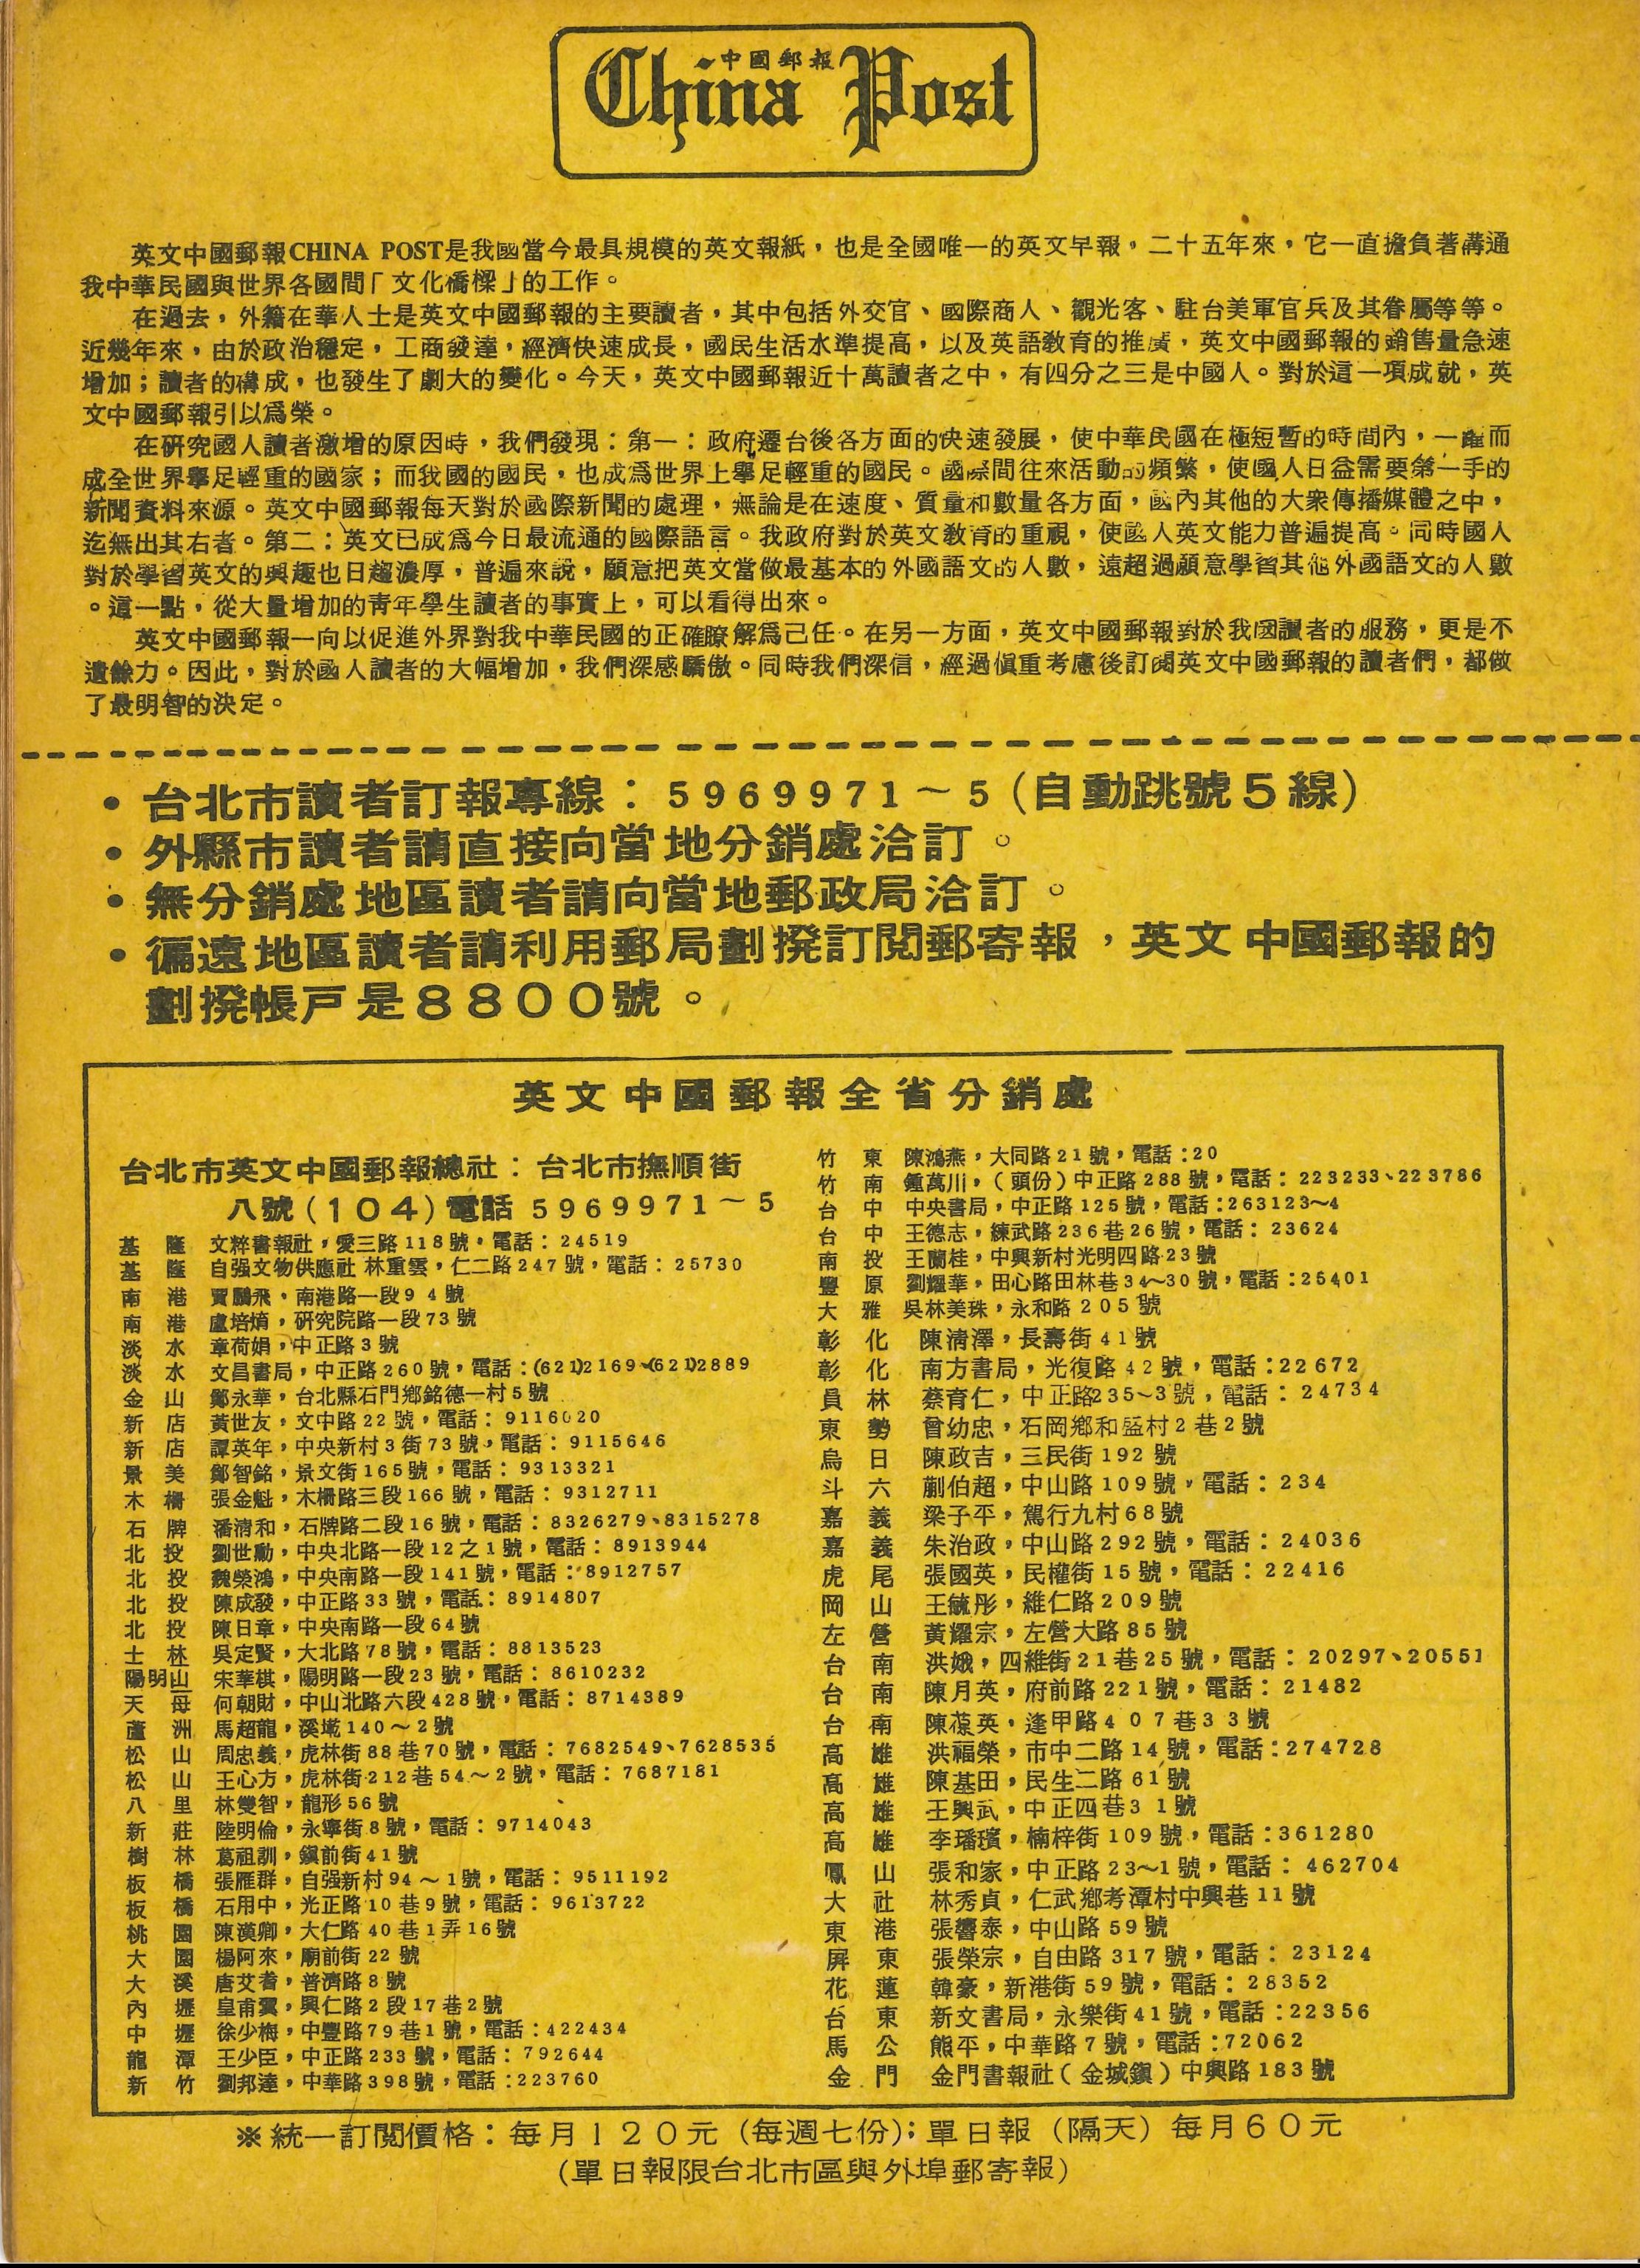 中國郵報
China Post
英文中國郵報CHINA POST是我國當今最具規模的英文報紙，也是全國唯一的英文早報，二十五年來，它一直擔負著溝通
我中華民國與世界各國間「文化橋樑」的工作。
在過去，外籍在華人士是英文中國郵報的主要讀者，其中包括外交官、國際商人、觀光客、駐台美軍官兵及其眷屬等等。
近幾年來，由於政治穩定，工商發達，經濟快速成長，國民生活水準提高，以及英語教育的推廣，英文中國郵報的銷售量急速
增加；讀者的構成，也發生了劇大的變化。今天，英文中國郵報近十萬讀者之中，有四分之三是中國人。對於這一項成就，英
文中國郵報引以爲榮。
在研究國人讀者激增的原因時，我們發現：第一：政府遷台後各方面的快速發展，使中華民國在極短暫的時間內，一躍而
成全世界擧足輕重的國家；而我國的國民，也成爲世界上擧足輕重的國民。國際間往來活動的頻繁，使國人日益需要第一手的
新聞資料來源。英文中國郵報每天對於國際新聞的處理，無論是在速度、質量和數量各方面，國內其他的大衆傳播媒體之中，
迄無出其右者。第二：英文已成爲今日最流通的國際語言。我政府對於英文教育的重視，使國人英文能力普遍提高。同時國人
對於學習英文的興趣也日趨濃厚，普遍來說，願意把英文當做最基本的外國語文的人數，遠超過願意學習其他外國語文的人數
。這一點，從大量增加的青年學生讀者的事實上，可以看得出來。
英文中國郵報一向以促進外界對我中華民國的正確瞭解爲己任。在另一方面，英文中國郵報對於我國讀者的服務，更是不
遺餘力。因此，對於國人讀者的大幅增加，我們深感驕傲。同時我們深信，經過愼重考慮後訂閱英文中國郵報的讀者們，都做
了最明智的決定。
• 台北市讀者訂報專線：5969971～5（自動跳號5線）
• 外縣市讀者請直接向當地分銷處洽訂。
• 無分銷處地區讀者請向當地郵政局洽訂。
• 偏遠地區讀者請利用郵局劃撥訂閱郵寄報，英文中國郵報的
劃撥帳戶是8800號。
英文中國郵報全省分銷處
台北市英文中國郵報總社：台北市撫順街
八號（104）電話5969971～5
基隆 文粹書報社，愛三路118號，電話：24519
基隆 自强文物供應社 林重雲，仁二路247號，電話：25730
南港 賈鵬飛，南港路一段94號
南港 盧培墒，研究院路一段73號
淡水 章荷娟，中正路3號
淡水 文昌書局，中正路260號，電話：(621)2169、(621)2889
金山 鄭永華，台北縣石門鄉銘德一村5號
新店 黃世友，文中路22號，電話：9116020
新店 譚英年，中央新村3街73號，電話：9115646
景美 鄭智銘，景文街165號，電話：9313321
木柵 張金魁，木柵路三段166號，電話：9312711
石牌 潘淸和，石牌路二段16號，電話：8326279、8315278
北投 劉世勳，中央北路一段12之1號，電話：8913944
北投 魏榮鴻，中央南路一段141號，電話：8912757
北投 陳成發，中正路33號，電話：8914807
北投 陳日章，中央南路一段64號
士林 吳定賢，大北路78號，電話：8813523
陽明山 宋華棋，陽明路一段23號，電話：8610232
天母 何朝財，中山北路六段428號，電話：8714389
蘆洲 馬超龍，溪墘140～2號
松山 周忠義，虎林街88巷70號，電話：7682549、7628535
松山 王心方，虎林街212巷54～2號，電話：7687181
八里 林雙智，龍形56號
新莊 陸明倫，永寧街8號，電話：9714043
樹林 葛祖訓，鎭前街41號
板橋 張雁群，自强新村94～1號，電話：9511192
板橋 石用中，光正路10巷9號，電話：9613722
桃園 陳漢卿，大仁路40巷1弄16號
大園 楊阿來，廟前街22號
大溪 唐艾耆，普濟路8號
內壢 皇甫翼，興仁路2段17巷2號
中壢 徐少梅，中豐路79巷1號，電話：422434
龍潭 王少臣，中正路233號，電話：792644
新竹 劉邦達，中華路398號，電話：223760
竹東 陳鴻燕，大同路21號，電話：20
竹南 鍾萬川，（頭份）中正路288號，電話：223233、223786
台中 中央書局，中正路125號，電話：263123～4
台中 王德志，練武路236巷26號，電話：23624
南投 王蘭桂，中興新村光明四路23號
豐原 劉耀華，田心路田林巷34～30號，電話：25401
大雅 吳林美珠，永和路205號
彰化 陳淸澤，長壽街41號
彰化 南方書局，光復路42號，電話：22672
員林 蔡育仁，中正路235～3號，電話：24734
東勢 曾幼忠，石岡鄉和盛村2巷2號
烏日 陳政吉，三民街192號
斗六 蒯伯超，中山路109號，電話：234
嘉義 梁子平，篤行九村68號
嘉義 朱治政，中山路292號，電話：24036
虎尾 張國英，民權街15號，電話：22416
岡山 王毓彤，維仁路209號
左營 黃耀宗，左營大路85號
台南 洪娥，四維街21巷25號，電話：20297、20551
台南 陳月英，府前路221號，電話：21482
台南 陳葆英，逢甲路407巷33號
高雄 洪福榮，市中二路14號，電話：274728
高雄 陳基田，民生二路61號
高雄 王興武，中正四巷31號
高雄 李璠璸，楠梓街109號，電話：361280
鳳山 張和家，中正路23～1號，電話：462704
大社 林秀貞，仁武鄉考潭村中興巷11號
東港 張響泰，中山路59號
屏東 張榮宗，自由路317號，電話：23124
花蓮 韓豪，新港街59號，電話：28352
台東 新文書局，永樂街41號，電話：22356
馬公 熊平，中華路7號，電話：72062
金門 金門書報社（金城鎭）中興路183號
※統一訂閱價格：每月120元（每週七份）；單日報（隔天）每月60元
（單日報限台北市區與外埠郵寄報）